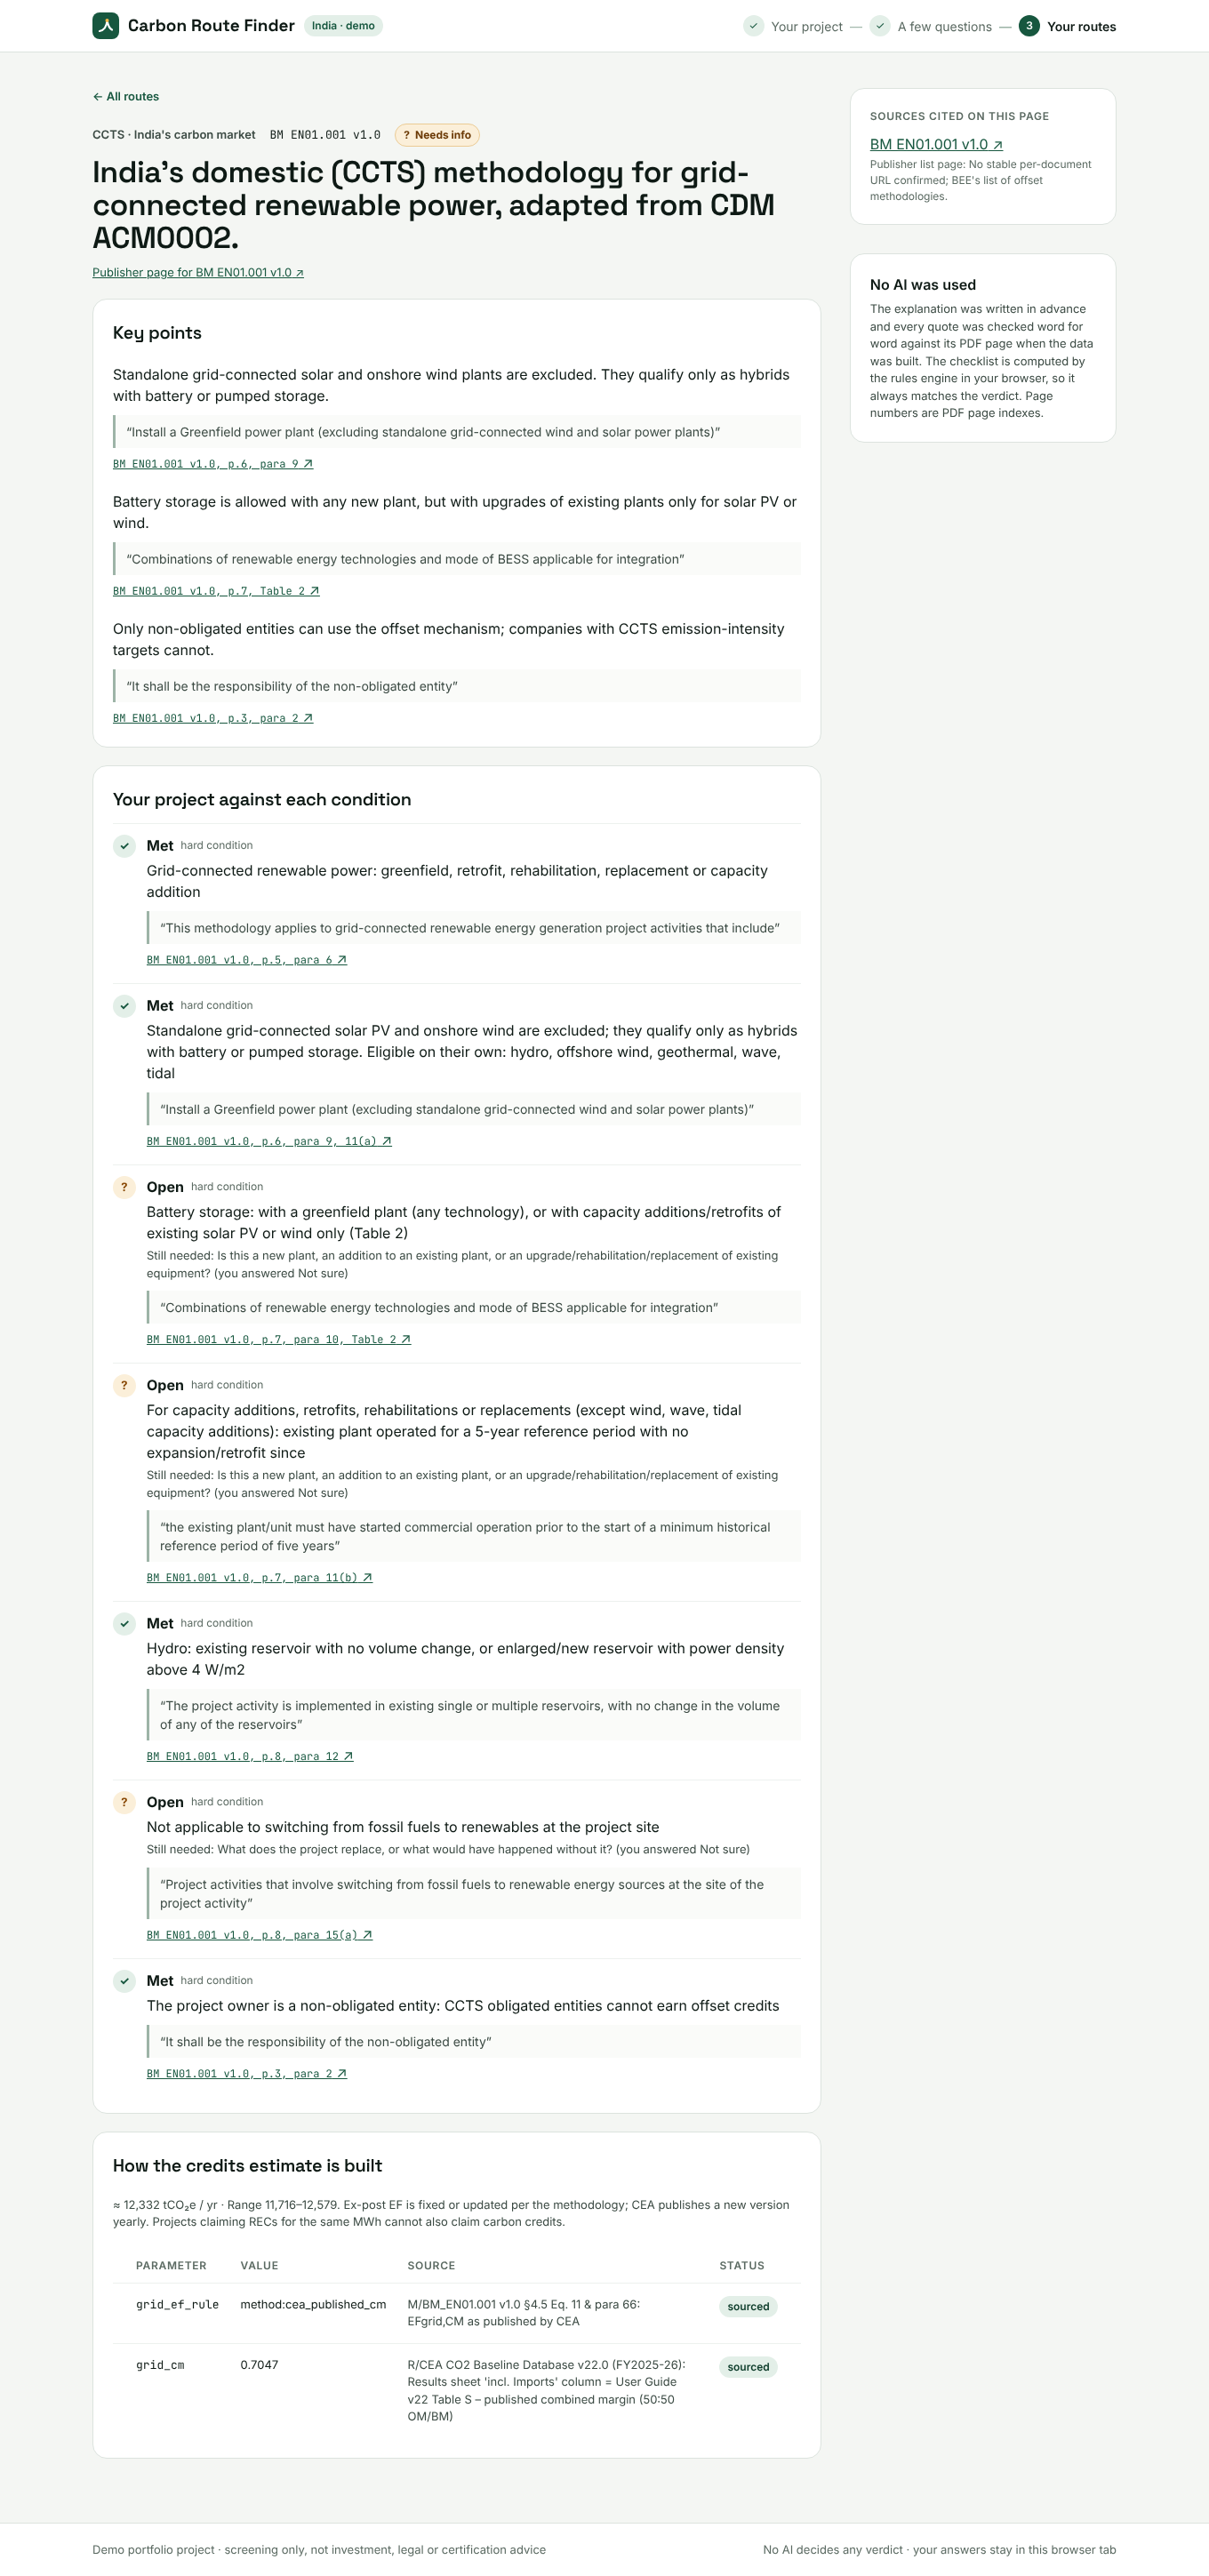 Carbon Route Finder India · demo
✓ Your project — ✓ A few questions — 3 Your routes
← All routes
CCTS · India's carbon market BM EN01.001 v1.0 ? Needs info
India's domestic (CCTS) methodology for grid-
connected renewable power, adapted from CDM
ACM0002.
Publisher page for BM EN01.001 v1.0 ↗
Key points
Standalone grid-connected solar and onshore wind plants are excluded. They qualify only as hybrids
with battery or pumped storage.
“Install a Greenfield power plant (excluding standalone grid-connected wind and solar power plants)”
BM EN01.001 v1.0, p.6, para 9 ↗
Battery storage is allowed with any new plant, but with upgrades of existing plants only for solar PV or
wind.
“Combinations of renewable energy technologies and mode of BESS applicable for integration”
BM EN01.001 v1.0, p.7, Table 2 ↗
Only non-obligated entities can use the offset mechanism; companies with CCTS emission-intensity
targets cannot.
“It shall be the responsibility of the non-obligated entity”
BM EN01.001 v1.0, p.3, para 2 ↗
Your project against each condition
✓ Met hard condition
Grid-connected renewable power: greenfield, retrofit, rehabilitation, replacement or capacity
addition
“This methodology applies to grid-connected renewable energy generation project activities that include”
BM EN01.001 v1.0, p.5, para 6 ↗
✓ Met hard condition
Standalone grid-connected solar PV and onshore wind are excluded; they qualify only as hybrids
with battery or pumped storage. Eligible on their own: hydro, offshore wind, geothermal, wave,
tidal
“Install a Greenfield power plant (excluding standalone grid-connected wind and solar power plants)”
BM EN01.001 v1.0, p.6, para 9, 11(a) ↗
? Open hard condition
Battery storage: with a greenfield plant (any technology), or with capacity additions/retrofits of
existing solar PV or wind only (Table 2)
Still needed: Is this a new plant, an addition to an existing plant, or an upgrade/rehabilitation/replacement of existing
equipment? (you answered Not sure)
“Combinations of renewable energy technologies and mode of BESS applicable for integration”
BM EN01.001 v1.0, p.7, para 10, Table 2 ↗
? Open hard condition
For capacity additions, retrofits, rehabilitations or replacements (except wind, wave, tidal
capacity additions): existing plant operated for a 5-year reference period with no
expansion/retrofit since
Still needed: Is this a new plant, an addition to an existing plant, or an upgrade/rehabilitation/replacement of existing
equipment? (you answered Not sure)
“the existing plant/unit must have started commercial operation prior to the start of a minimum historical
reference period of five years”
BM EN01.001 v1.0, p.7, para 11(b) ↗
✓ Met hard condition
Hydro: existing reservoir with no volume change, or enlarged/new reservoir with power density
above 4 W/m2
“The project activity is implemented in existing single or multiple reservoirs, with no change in the volume
of any of the reservoirs”
BM EN01.001 v1.0, p.8, para 12 ↗
? Open hard condition
Not applicable to switching from fossil fuels to renewables at the project site
Still needed: What does the project replace, or what would have happened without it? (you answered Not sure)
“Project activities that involve switching from fossil fuels to renewable energy sources at the site of the
project activity”
BM EN01.001 v1.0, p.8, para 15(a) ↗
✓ Met hard condition
The project owner is a non-obligated entity: CCTS obligated entities cannot earn offset credits
“It shall be the responsibility of the non-obligated entity”
BM EN01.001 v1.0, p.3, para 2 ↗
How the credits estimate is built
≈ 12,332 tCO₂e / yr · Range 11,716–12,579. Ex-post EF is fixed or updated per the methodology; CEA publishes a new version
yearly. Projects claiming RECs for the same MWh cannot also claim carbon credits.
PARAMETER VALUE SOURCE STATUS
grid_ef_rule method:cea_published_cm M/BM_EN01.001 v1.0 §4.5 Eq. 11 & para 66: sourced
EFgrid,CM as published by CEA
grid_cm 0.7047 R/CEA CO2 Baseline Database v22.0 (FY2025-26): sourced
Results sheet 'incl. Imports' column = User Guide
v22 Table S – published combined margin (50:50
OM/BM)
SOURCES CITED ON THIS PAGE
BM EN01.001 v1.0 ↗
Publisher list page: No stable per-document
URL confirmed; BEE's list of offset
methodologies.
No AI was used
The explanation was written in advance
and every quote was checked word for
word against its PDF page when the data
was built. The checklist is computed by
the rules engine in your browser, so it
always matches the verdict. Page
numbers are PDF page indexes.
Demo portfolio project · screening only, not investment, legal or certification advice
No AI decides any verdict · your answers stay in this browser tab